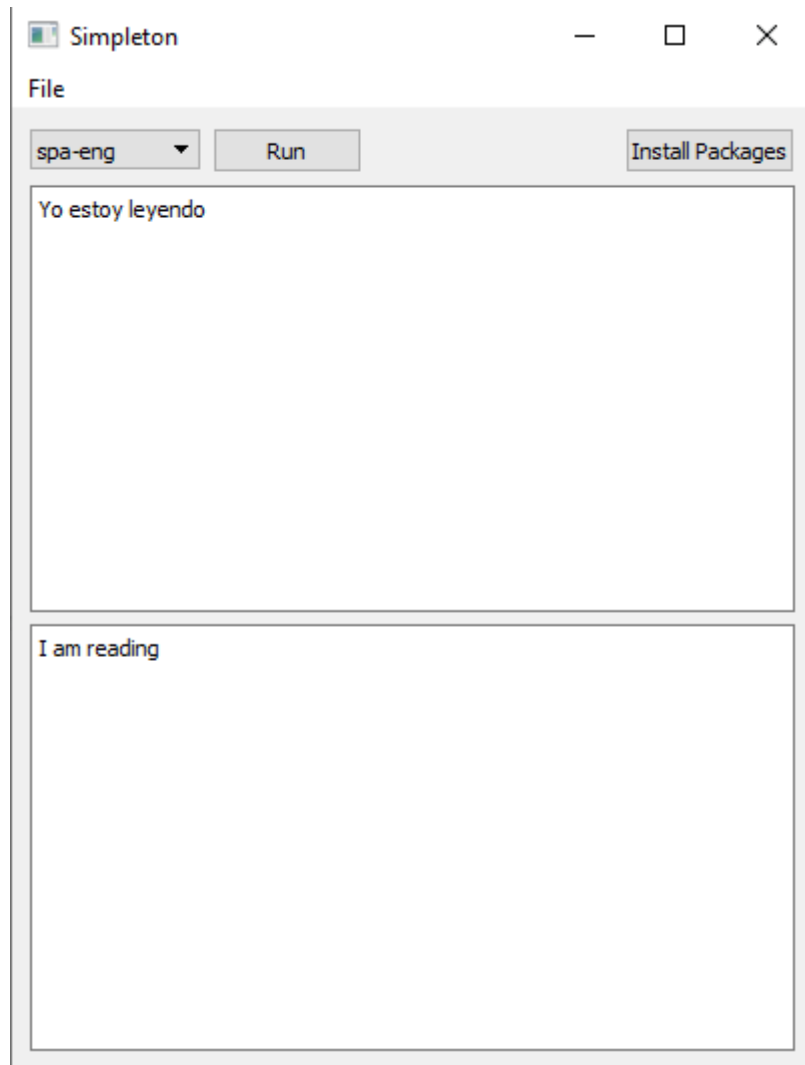 Simpleton
File
spa-eng Run Install Packages
Yo estoy leyendo
I am reading